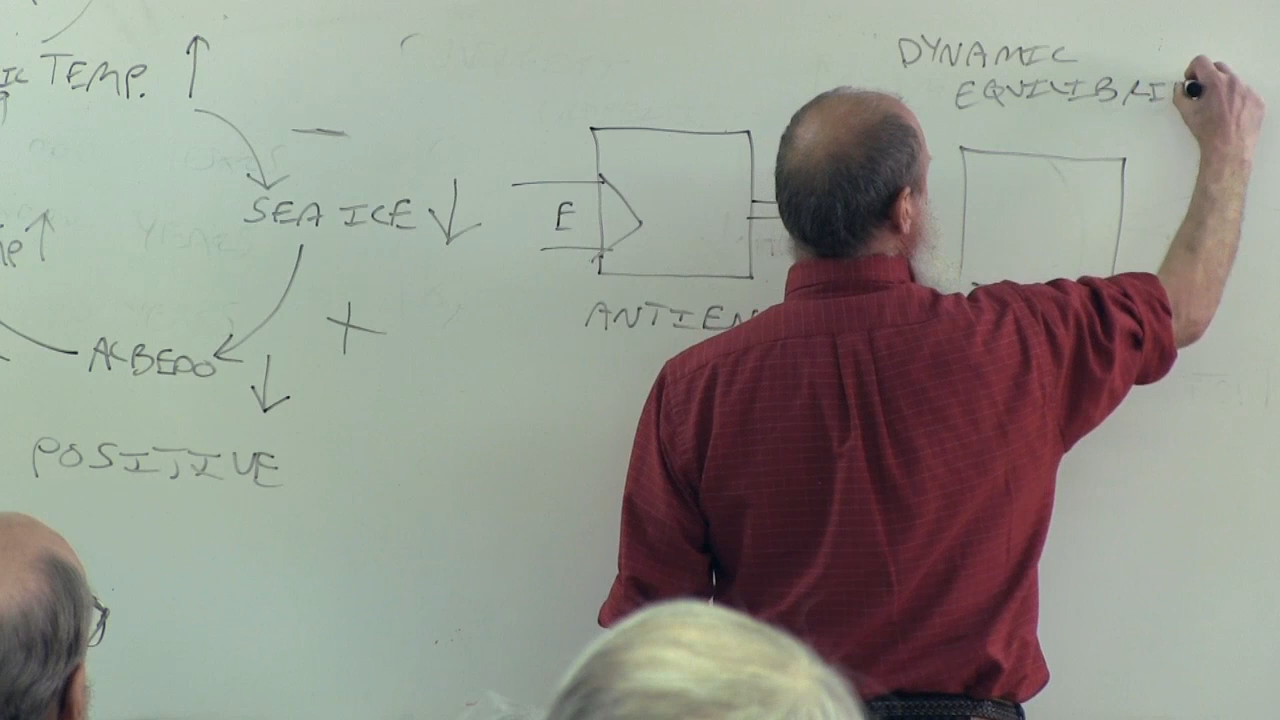 TEMP.
SEA ICE
ALBEDO
POSITIVE
E
ANTIEN
DYNAMIC
EQUILIBRI